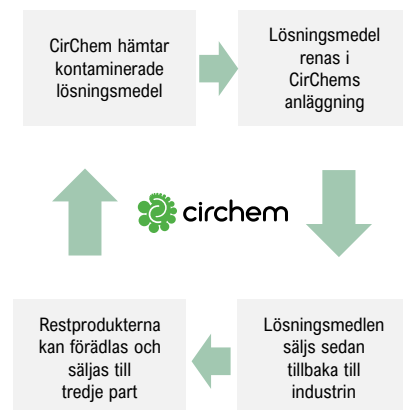 CirChem hämtar
kontaminerade
lösningsmedel
Lösningsmedel
renas i
CirChems
anläggning
circhem
Restprodukterna
kan förädlas och
säljas till
tredje part
Lösningsmedlen
säljs sedan
tillbaka till
industrin